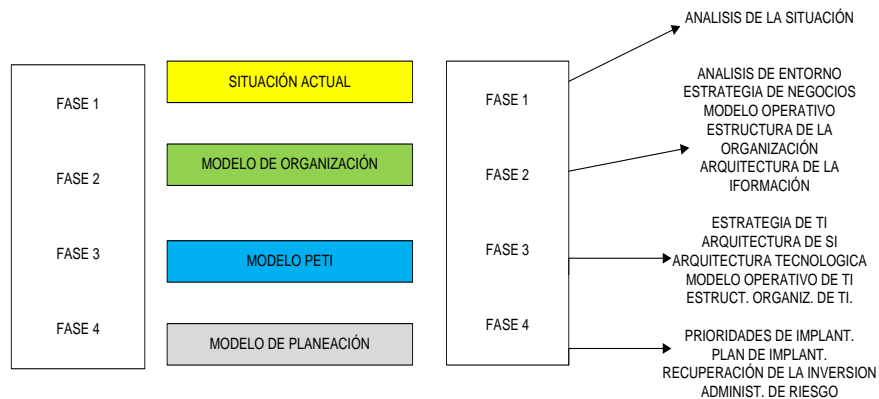 FASE 1
FASE 2
FASE 3
FASE 4
SITUACIÓN ACTUAL
MODELO DE ORGANIZACIÓN
MODELO PETI
MODELO DE PLANEACIÓN
FASE 1
FASE 2
FASE 3
FASE 4
ANALISIS DE LA SITUACIÓN
ANALISIS DE ENTORNO
ESTRATEGIA DE NEGOCIOS
MODELO OPERATIVO
ESTRUCTURA DE LA
ORGANIZACIÓN
ARQUITECTURA DE LA
IFORMACIÓN
ESTRATEGIA DE TI
ARQUITECTURA DE SI
ARQUITECTURA TECNOLOGICA
MODELO OPERATIVO DE TI
ESTRUCT. ORGANIZ. DE TI.
PRIORIDADES DE IMPLANT.
PLAN DE IMPLANT.
RECUPERACIÓN DE LA INVERSION
ADMINIST. DE RIESGO